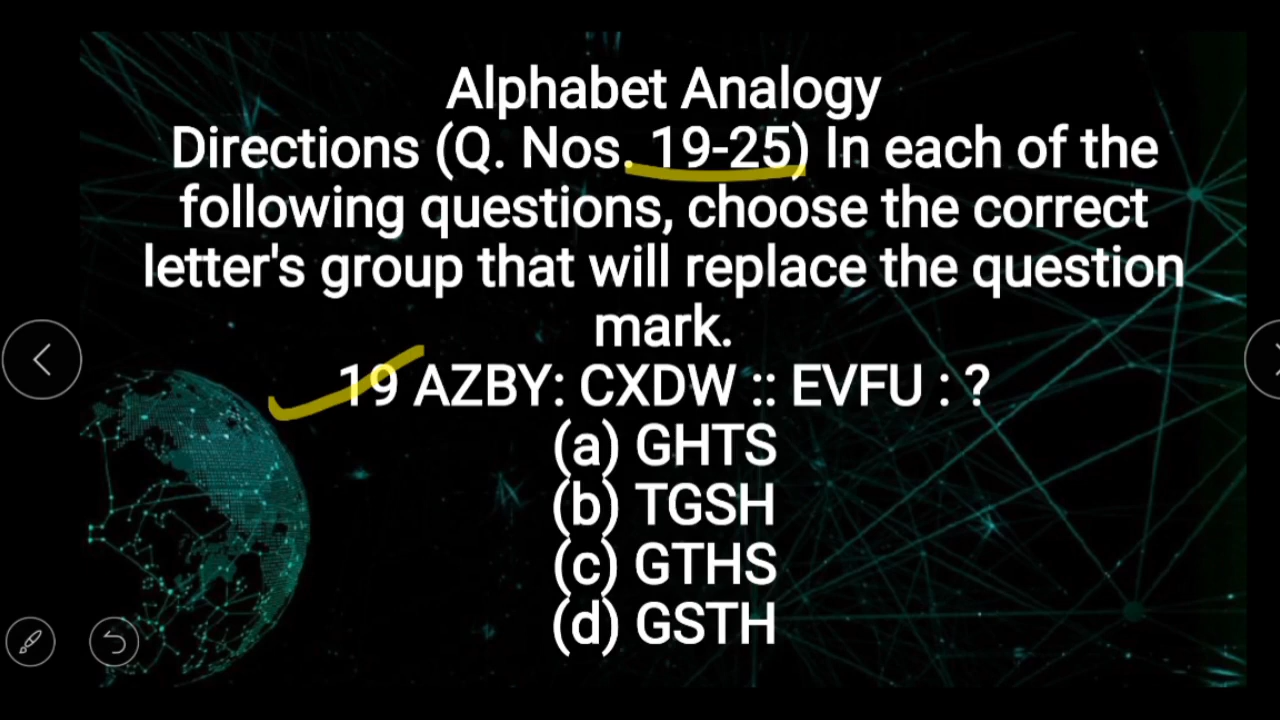 Alphabet Analogy
Directions (Q. Nos. 19-25) In each of the
following questions, choose the correct
letter's group that will replace the question
mark.
19 AZBY: CXDW :: EVFU : ?
(a) GHTS
(b) TGSH
(c) GTHS
(d) GSTH